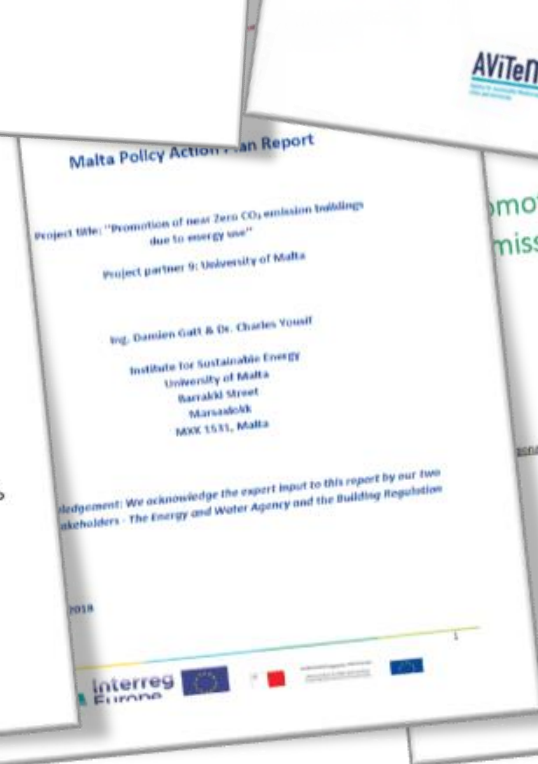 AViTeM
Malta Policy Action Plan Report
Project title: "Promotion of near Zero CO₂ emission buildings
due to energy use"
Project partner 9: University of Malta
Ing. Damien Gatt & Dr. Charles Yousif
Institute for Sustainable Energy
University of Malta
Barrakki Street
Marsaxlokk
MXK 1531, Malta
ledgement: We acknowledge the expert input to this report by our two
akeholders - The Energy and Water Agency and the Building Regulation
2018
1
Interreg
Europe
omo
miss